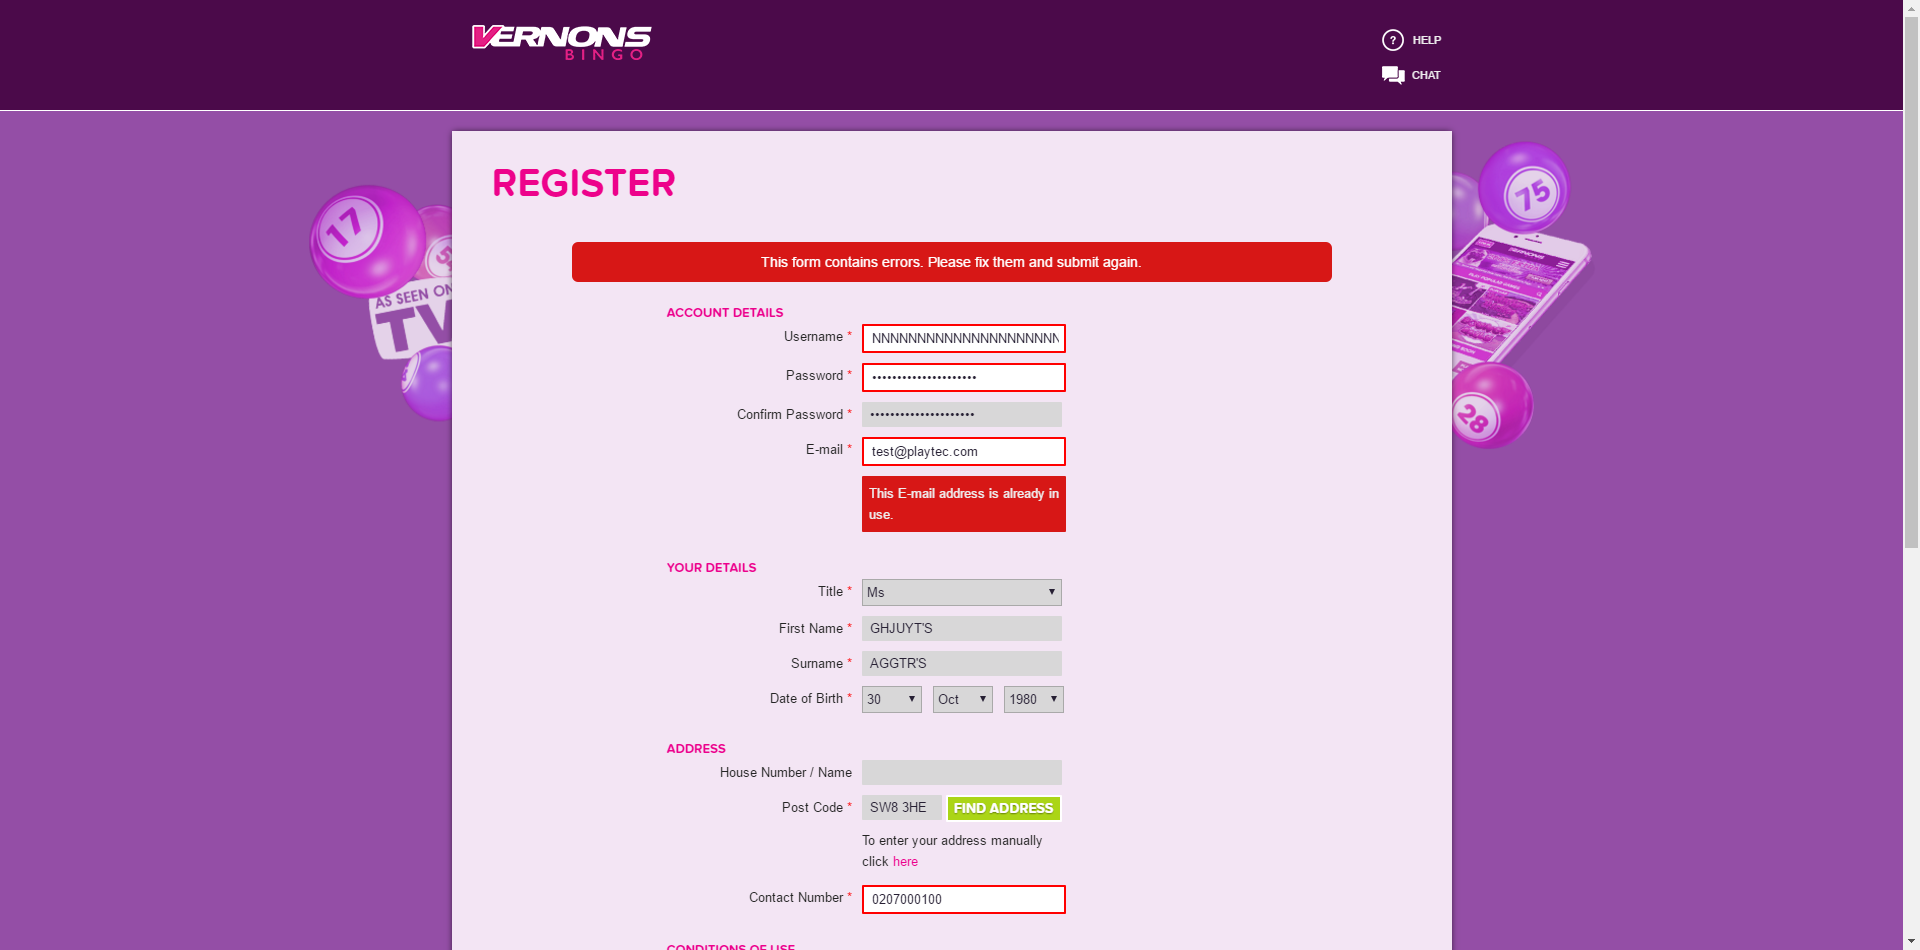 VERNONS
BINGO
HELP
CHAT
REGISTER
17
AS SEEN ON
TV
75
28
This form contains errors. Please fix them and submit again.
ACCOUNT DETAILS
Username *
NNNNNNNNNNNNNNNNNNNNN
Password *
•••••••••••••••••••••
Confirm Password *
•••••••••••••••••••••
E-mail *
test@playtec.com
This E-mail address is already in
use.
YOUR DETAILS
Title *
Ms
First Name *
GHJUYT'S
Surname *
AGGTR'S
Date of Birth *
30 Oct 1980
ADDRESS
House Number / Name
Post Code *
SW8 3HE FIND ADDRESS
To enter your address manually
click here
Contact Number *
0207000100
CONDITIONS OF USE